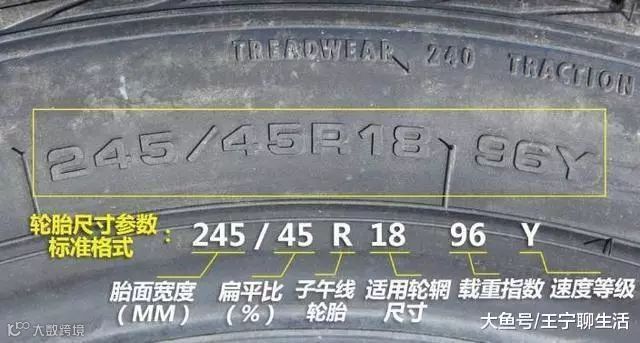 TREADWEAR 240 TRACTION
245/45R18 96Y
轮胎尺寸参数：245 / 45 R 18 96 Y
标准格式
胎面宽度 扁平比 子午线 适用轮辋 载重指数 速度等级
（MM） （%） 轮胎 尺寸
大数跨境
大鱼号/王宁聊生活